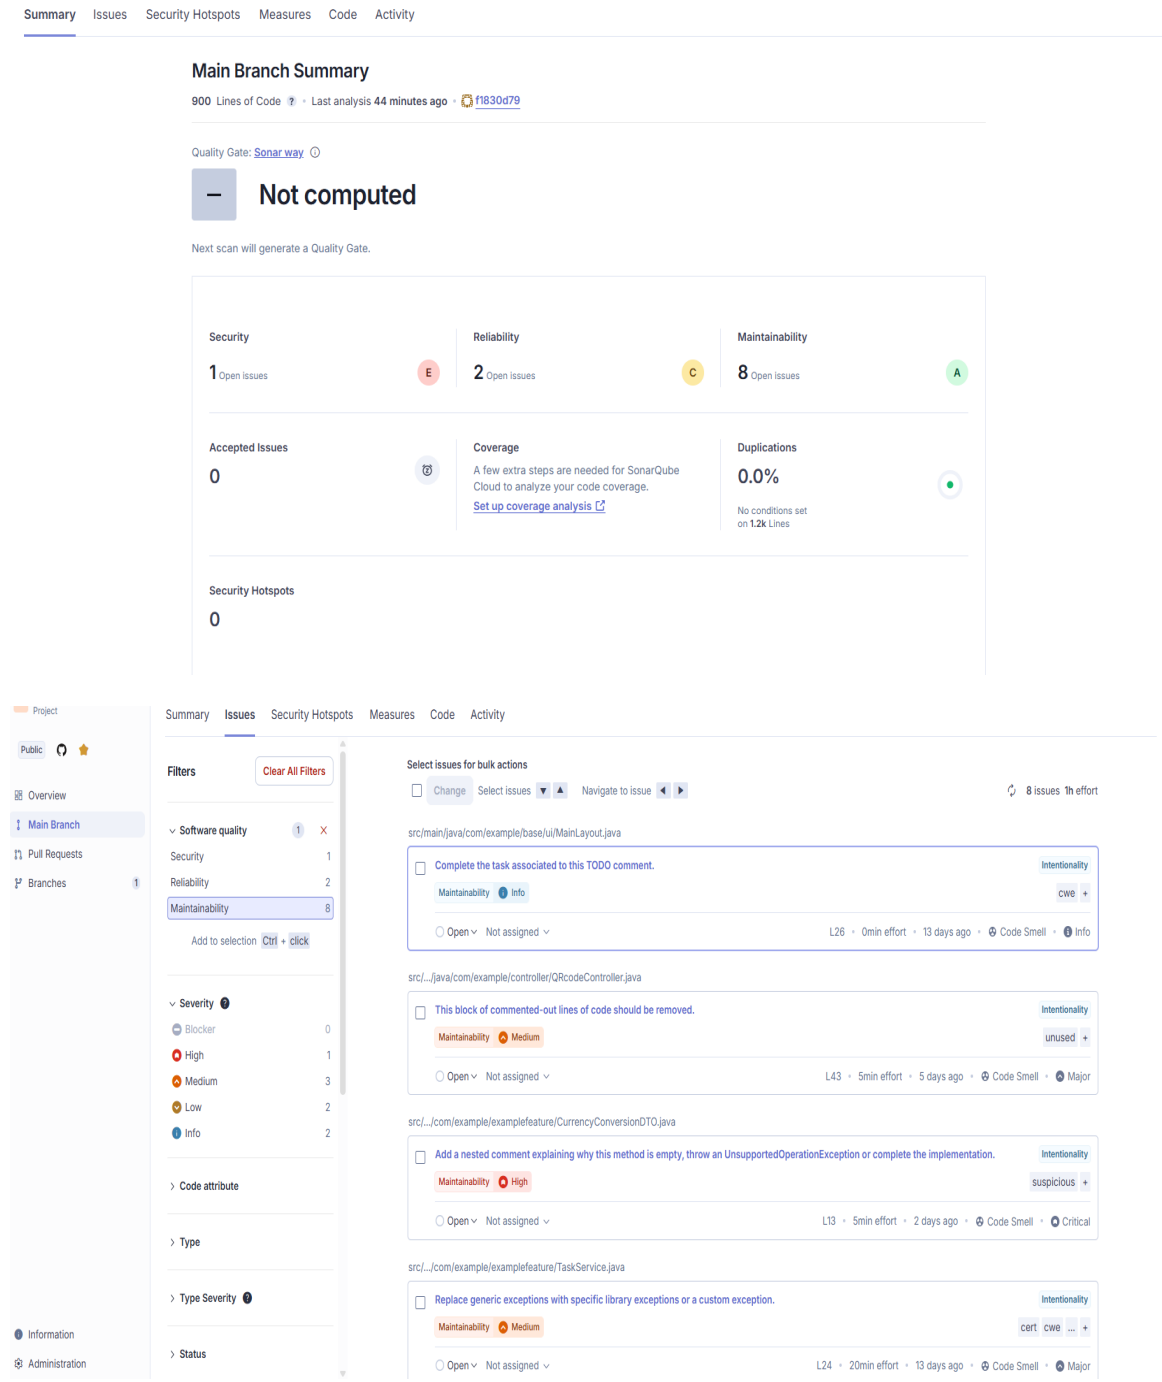 Summary Issues Security Hotspots Measures Code Activity
Main Branch Summary
900 Lines of Code ? • Last analysis 44 minutes ago • f1830d79
Quality Gate: Sonar way
Not computed
Next scan will generate a Quality Gate.
Security Reliability Maintainability
1 Open issues E 2 Open issues C 8 Open issues A
Accepted Issues Coverage Duplications
0 A few extra steps are needed for SonarQube 0.0%
Cloud to analyze your code coverage.
Set up coverage analysis No conditions set
on 1.2k Lines
Security Hotspots
0
Project Summary Issues Security Hotspots Measures Code Activity
Public
Filters Clear All Filters Select issues for bulk actions
Change Select issues Navigate to issue 8 issues 1h effort
Overview
Main Branch
Pull Requests
Branches 1
Software quality 1 X
Security 1
Reliability 2
Maintainability 8
Add to selection Ctrl + click
Severity ?
Blocker 0
High 1
Medium 3
Low 2
Info 2
Code attribute
Type
Type Severity ?
Status
src/main/java/com/example/base/ui/MainLayout.java
Complete the task associated to this TODO comment. Intentionality
Maintainability Info cwe +
Open Not assigned L26 • 0min effort • 13 days ago • Code Smell • Info
src/.../java/com/example/controller/QRcodeController.java
This block of commented-out lines of code should be removed. Intentionality
Maintainability Medium unused +
Open Not assigned L43 • 5min effort • 5 days ago • Code Smell • Major
src/.../com/example/examplefeature/CurrencyConversionDTO.java
Add a nested comment explaining why this method is empty, throw an UnsupportedOperationException or complete the implementation. Intentionality
Maintainability High suspicious +
Open Not assigned L13 • 5min effort • 2 days ago • Code Smell • Critical
src/.../com/example/examplefeature/TaskService.java
Replace generic exceptions with specific library exceptions or a custom exception. Intentionality
Maintainability Medium cert cwe ... +
Open Not assigned L24 • 20min effort • 13 days ago • Code Smell • Major
Information
Administration